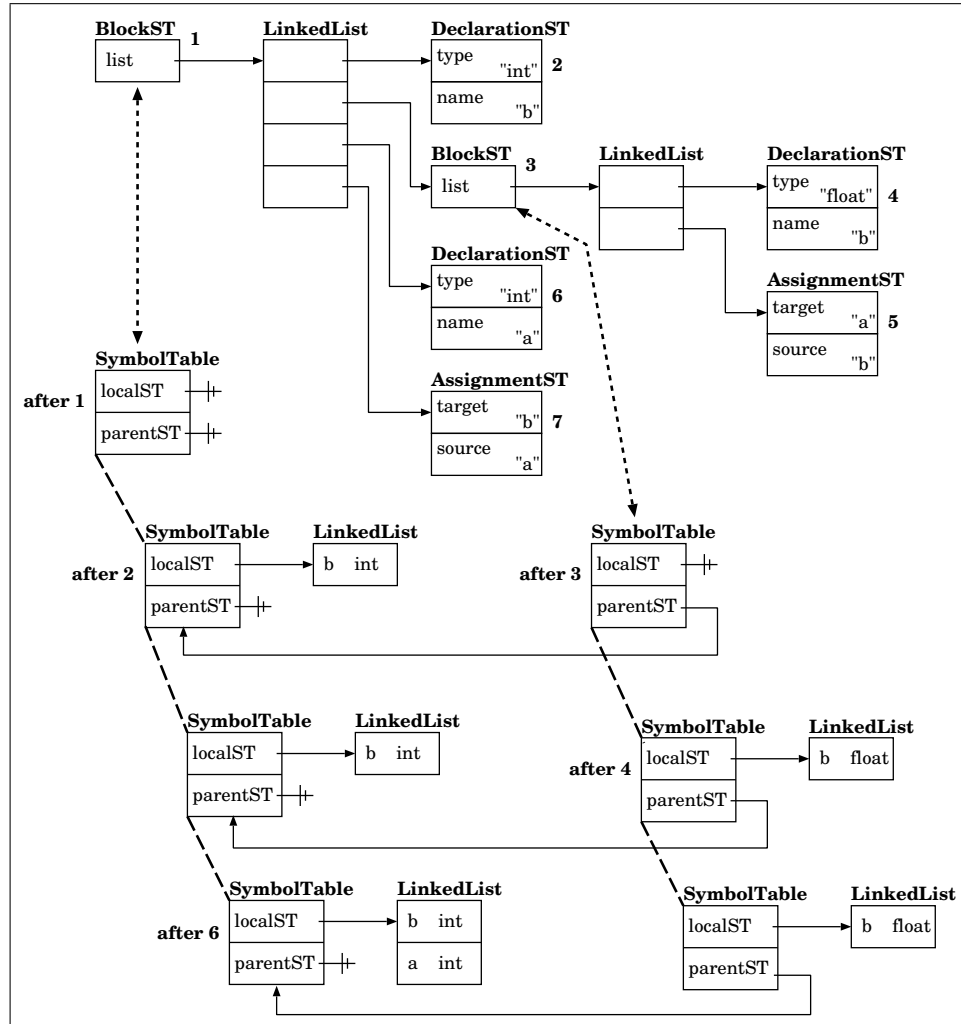 BlockST 1 LinkedList DeclarationST
list
type
"int" 2
name
"b"
BlockST 3 LinkedList DeclarationST
list
type
"float" 4
name
"b"
DeclarationST
type
"int" 6
name
"a"
AssignmentST
target
"a" 5
source
"b"
SymbolTable
after 1 localST
parentST
AssignmentST
target
"b" 7
source
"a"
SymbolTable LinkedList
after 2 localST b int
parentST
SymbolTable
after 3 localST
parentST
SymbolTable LinkedList
localST b int
parentST
SymbolTable LinkedList
after 4 localST b float
parentST
SymbolTable LinkedList
after 6 localST b int
parentST a int
SymbolTable LinkedList
localST b float
parentST